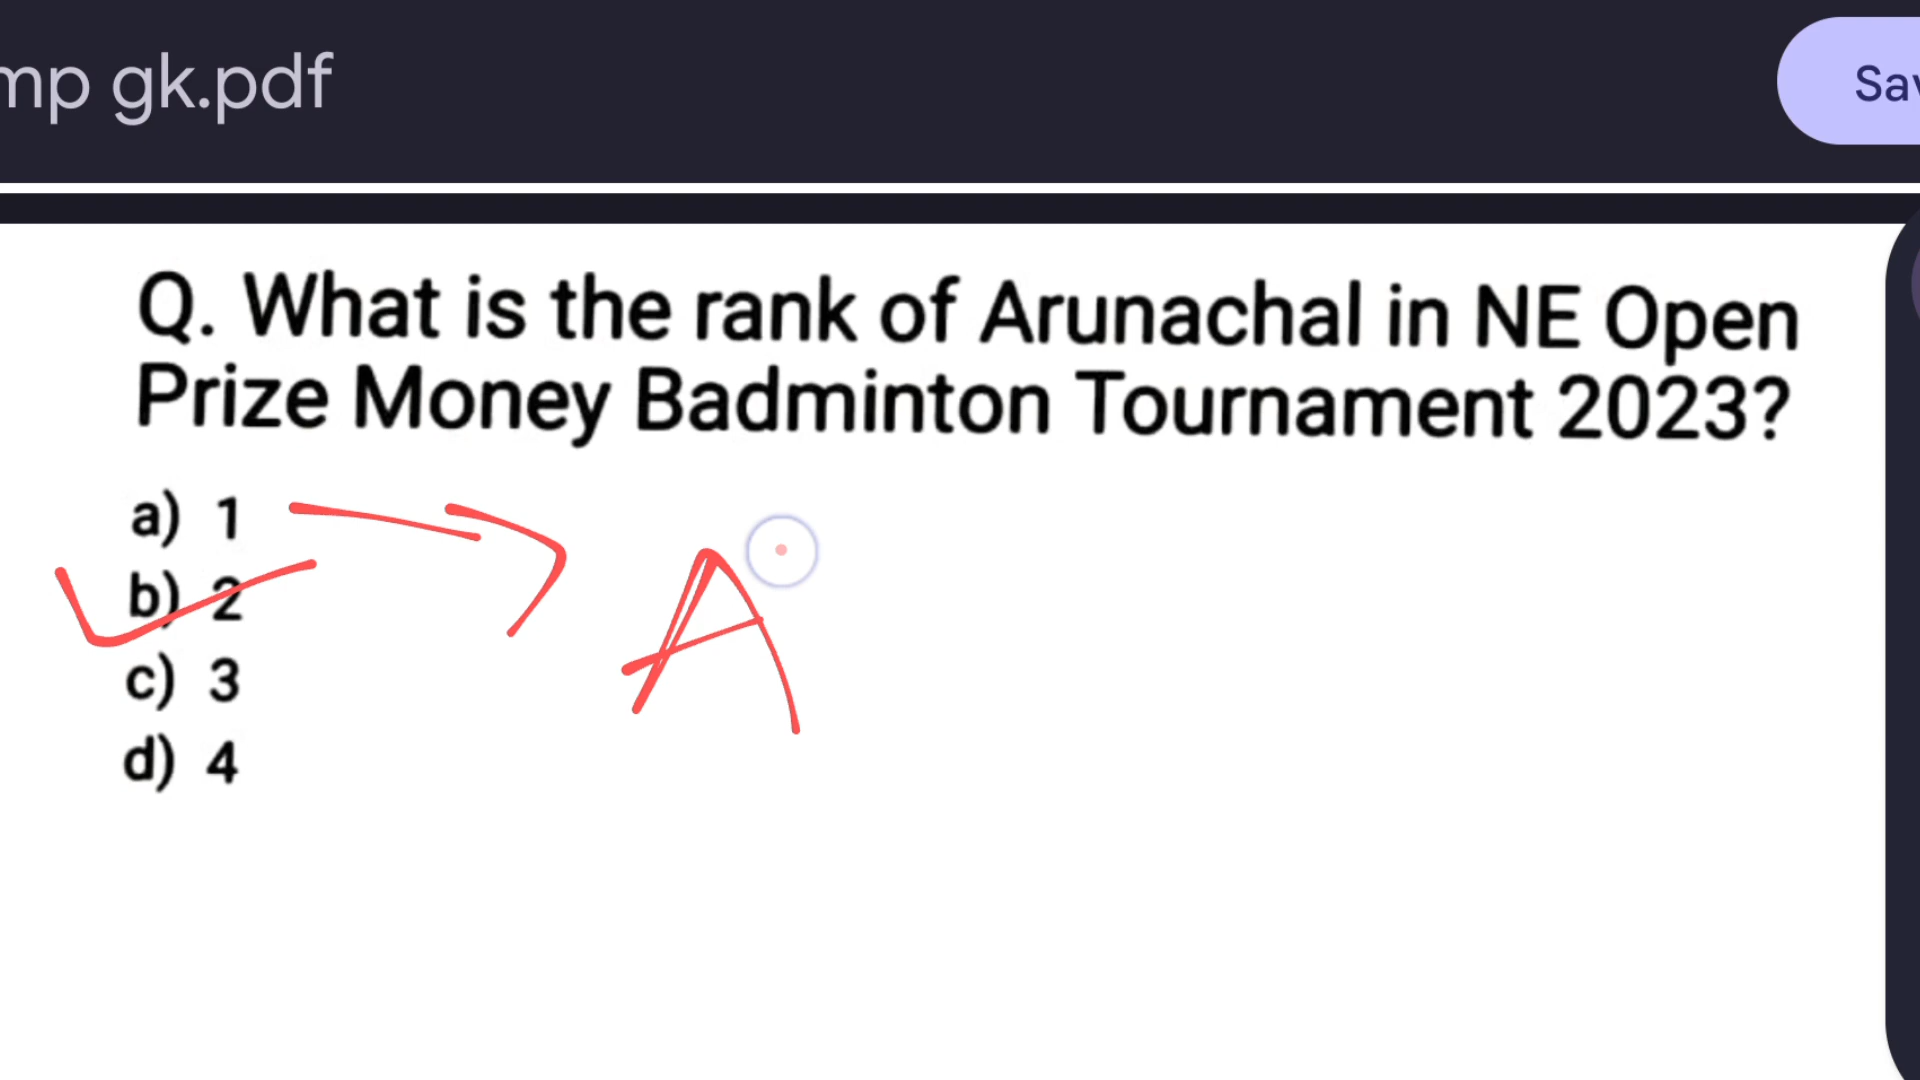 mp gk.pdf
Sav
Q. What is the rank of Arunachal in NE Open
Prize Money Badminton Tournament 2023?
a) 1
b) 2
c) 3
d) 4
A